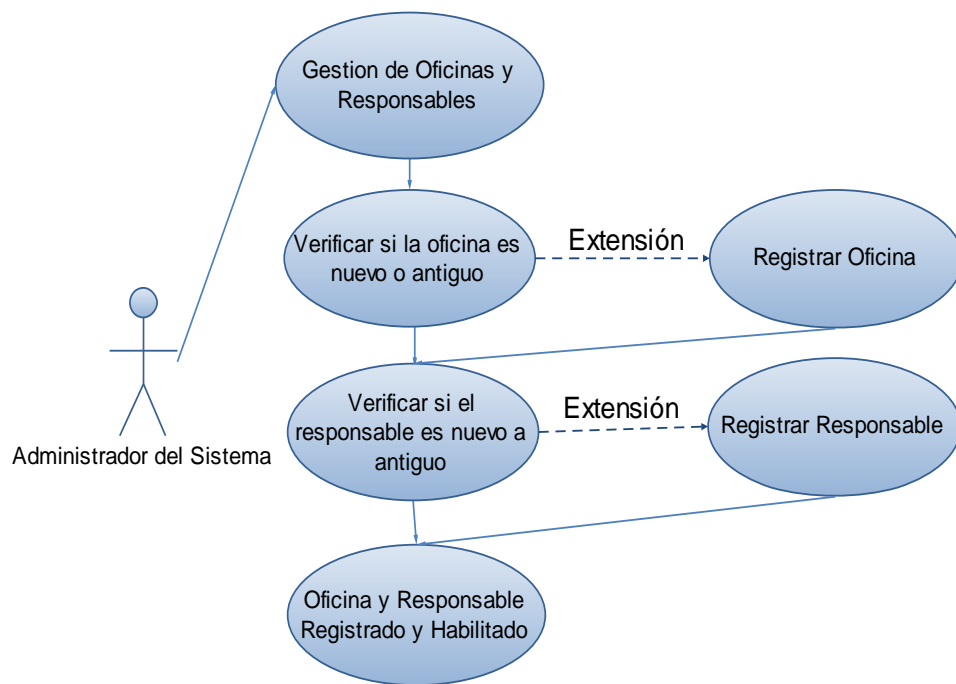 Gestion de Oficinas y
Responsables
Verificar si la oficina es
nuevo o antiguo
Extensión
Registrar Oficina
Verificar si el
responsable es nuevo a
antiguo
Extensión
Registrar Responsable
Administrador del Sistema
Oficina y Responsable
Registrado y Habilitado